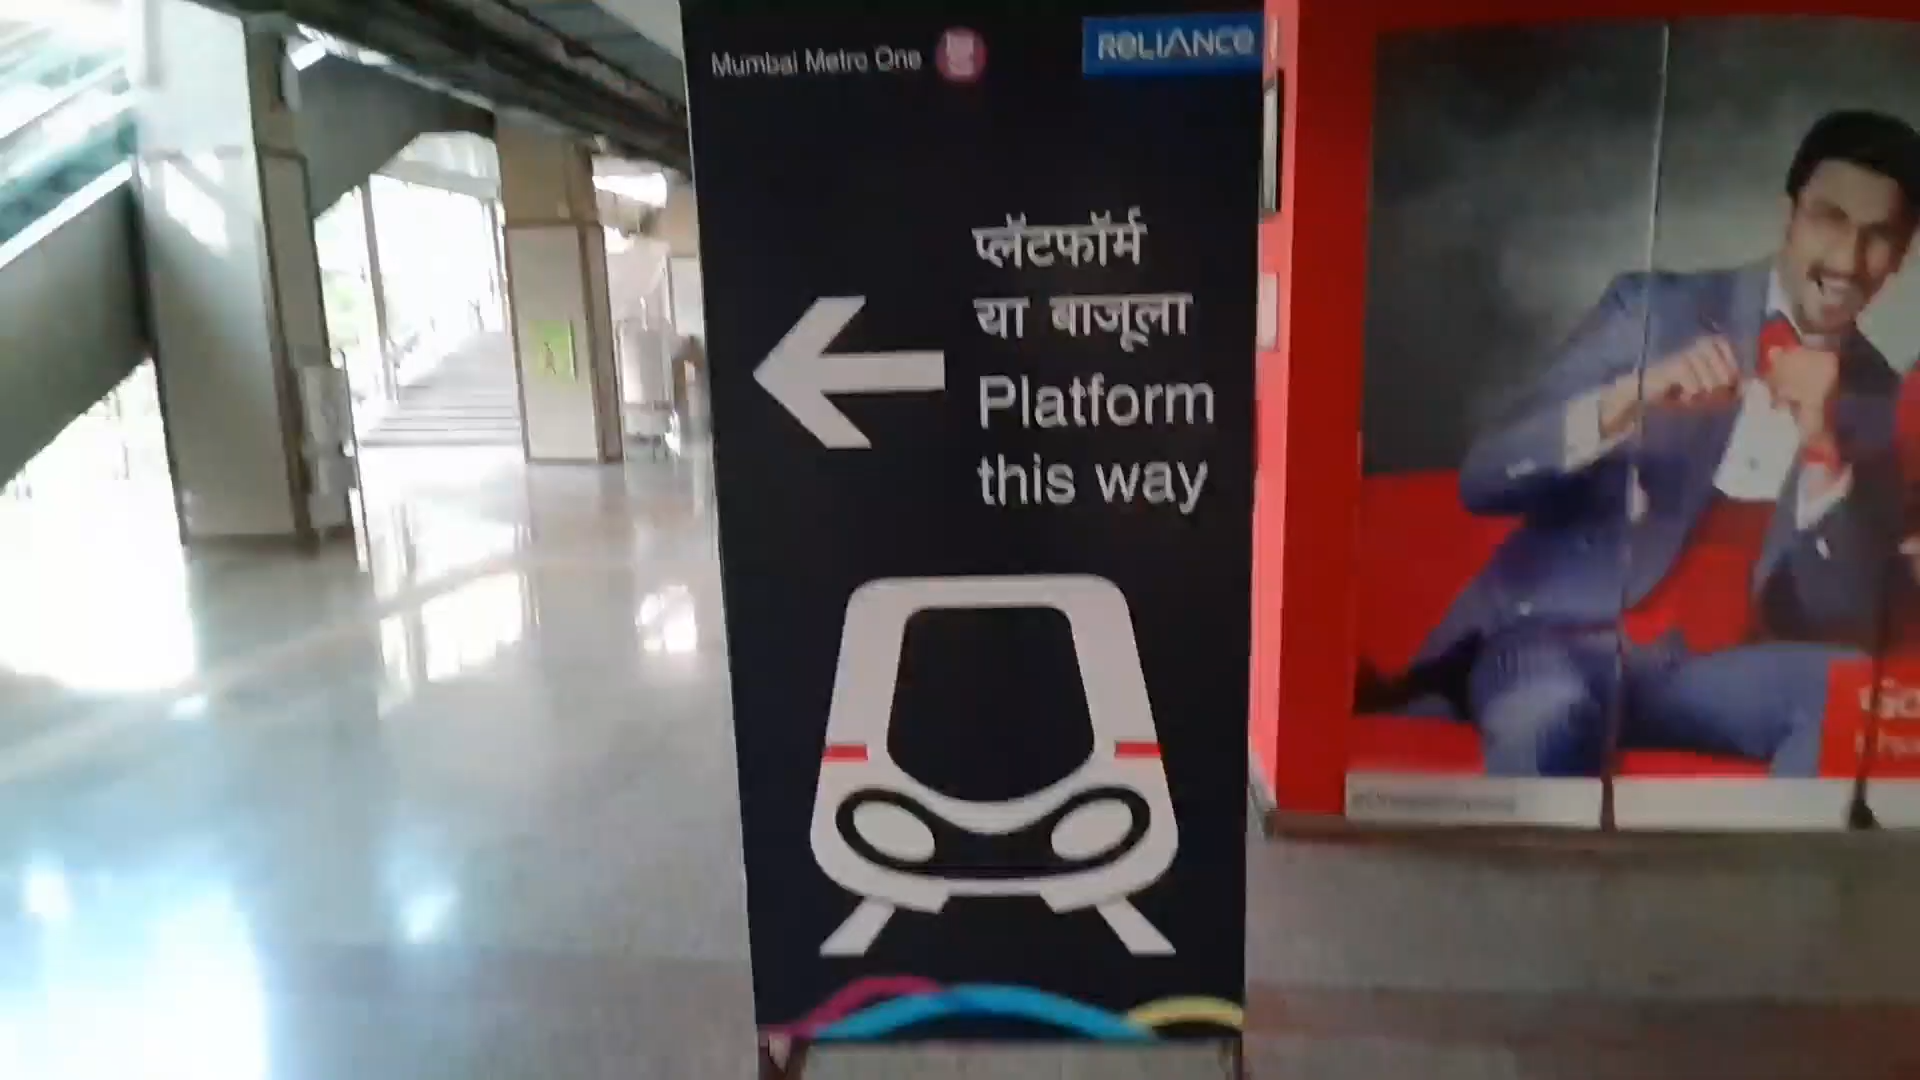 Mumbai Metro One
RELIANCE
प्लॅटफॉर्म
या बाजूला
Platform
this way